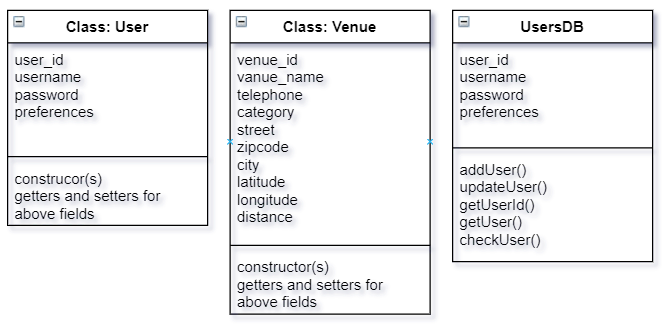 Class: User
user_id
username
password
preferences
construcor(s)
getters and setters for
above fields
Class: Venue
venue_id
vanue_name
telephone
category
street
zipcode
city
latitude
longitude
distance
constructor(s)
getters and setters for
above fields
UsersDB
user_id
username
password
preferences
addUser()
updateUser()
getUserId()
getUser()
checkUser()